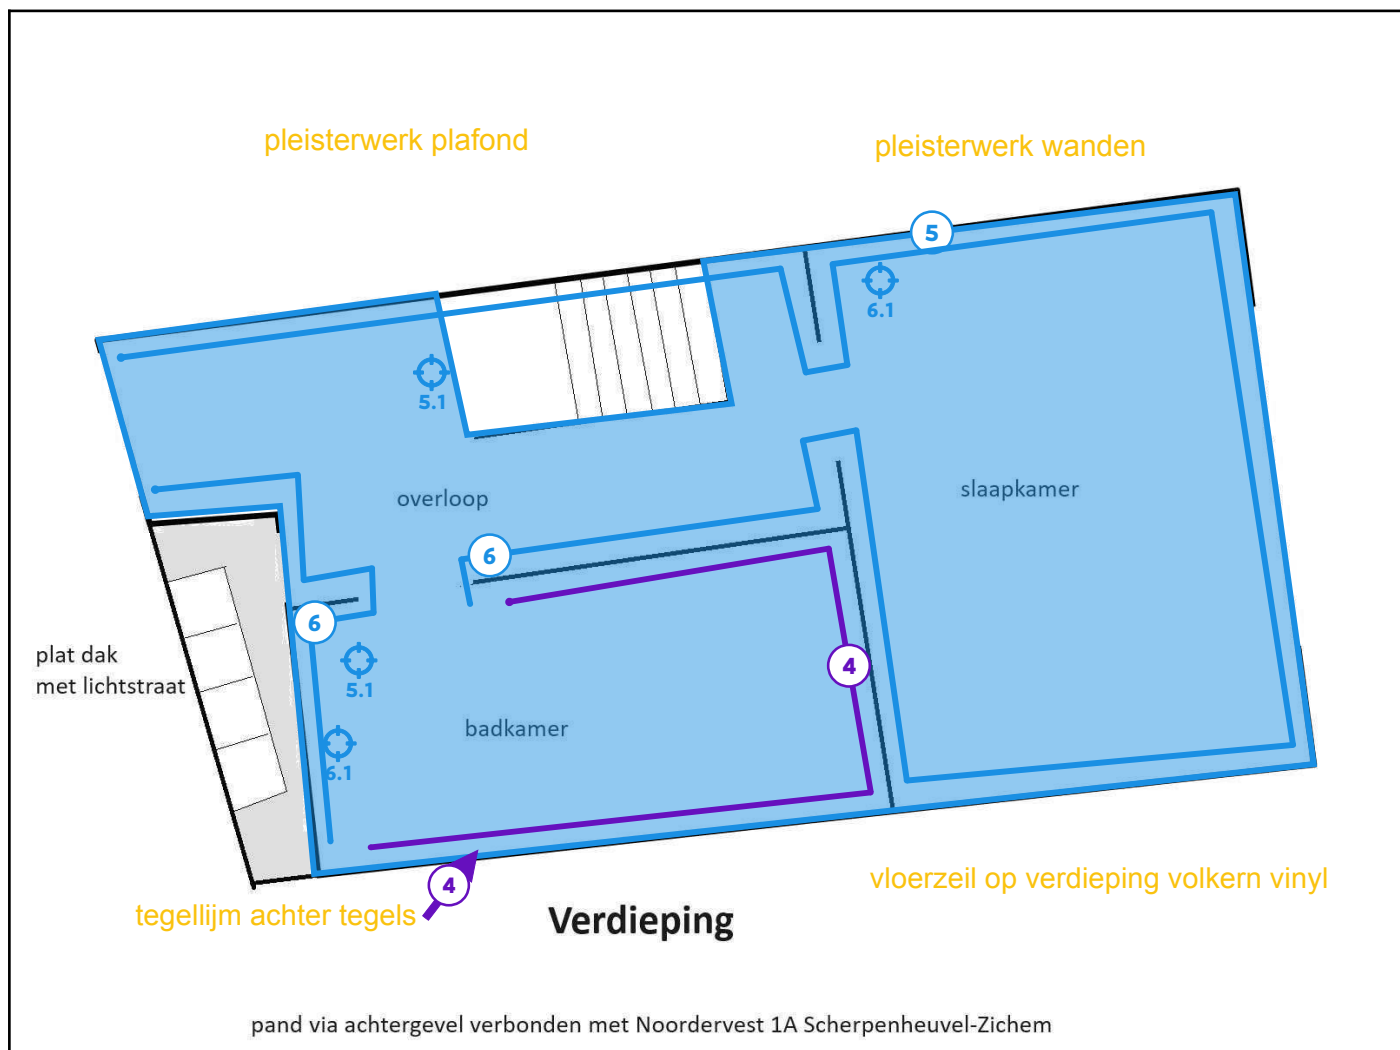 pleisterwerk plafond
pleisterwerk wanden
5
6.1
5.1
overloop
slaapkamer
6
6
4
plat dak
met lichtstraat
5.1
badkamer
6.1
4
vloerzeil op verdieping volkern vinyl
tegellijm achter tegels
Verdieping
pand via achtergevel verbonden met Noordervest 1A Scherpenheuvel-Zichem